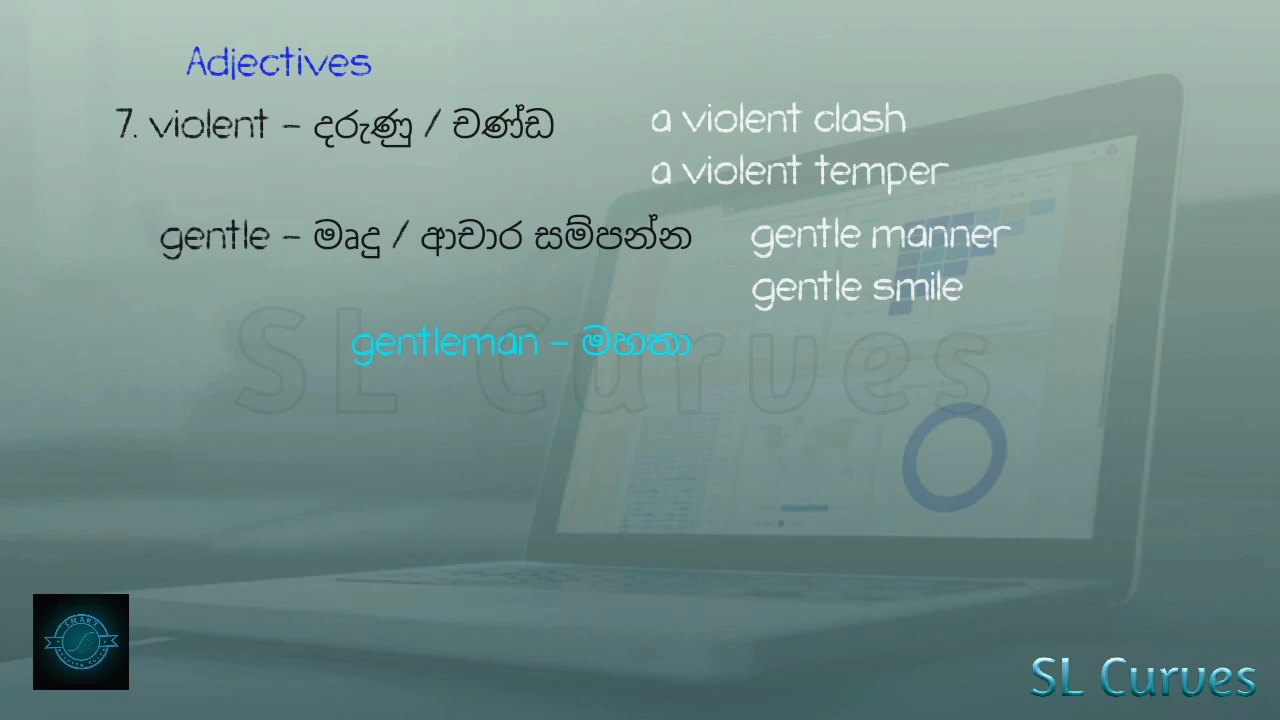 Adjectives
7. violent - දරුණු / චණ්ඩ
a violent clash
a violent temper
gentle - මෘදු / ආචාර සම්පන්න
gentle manner
gentle smile
gentleman - මහතා
SL Curves
SMART
SL Curves